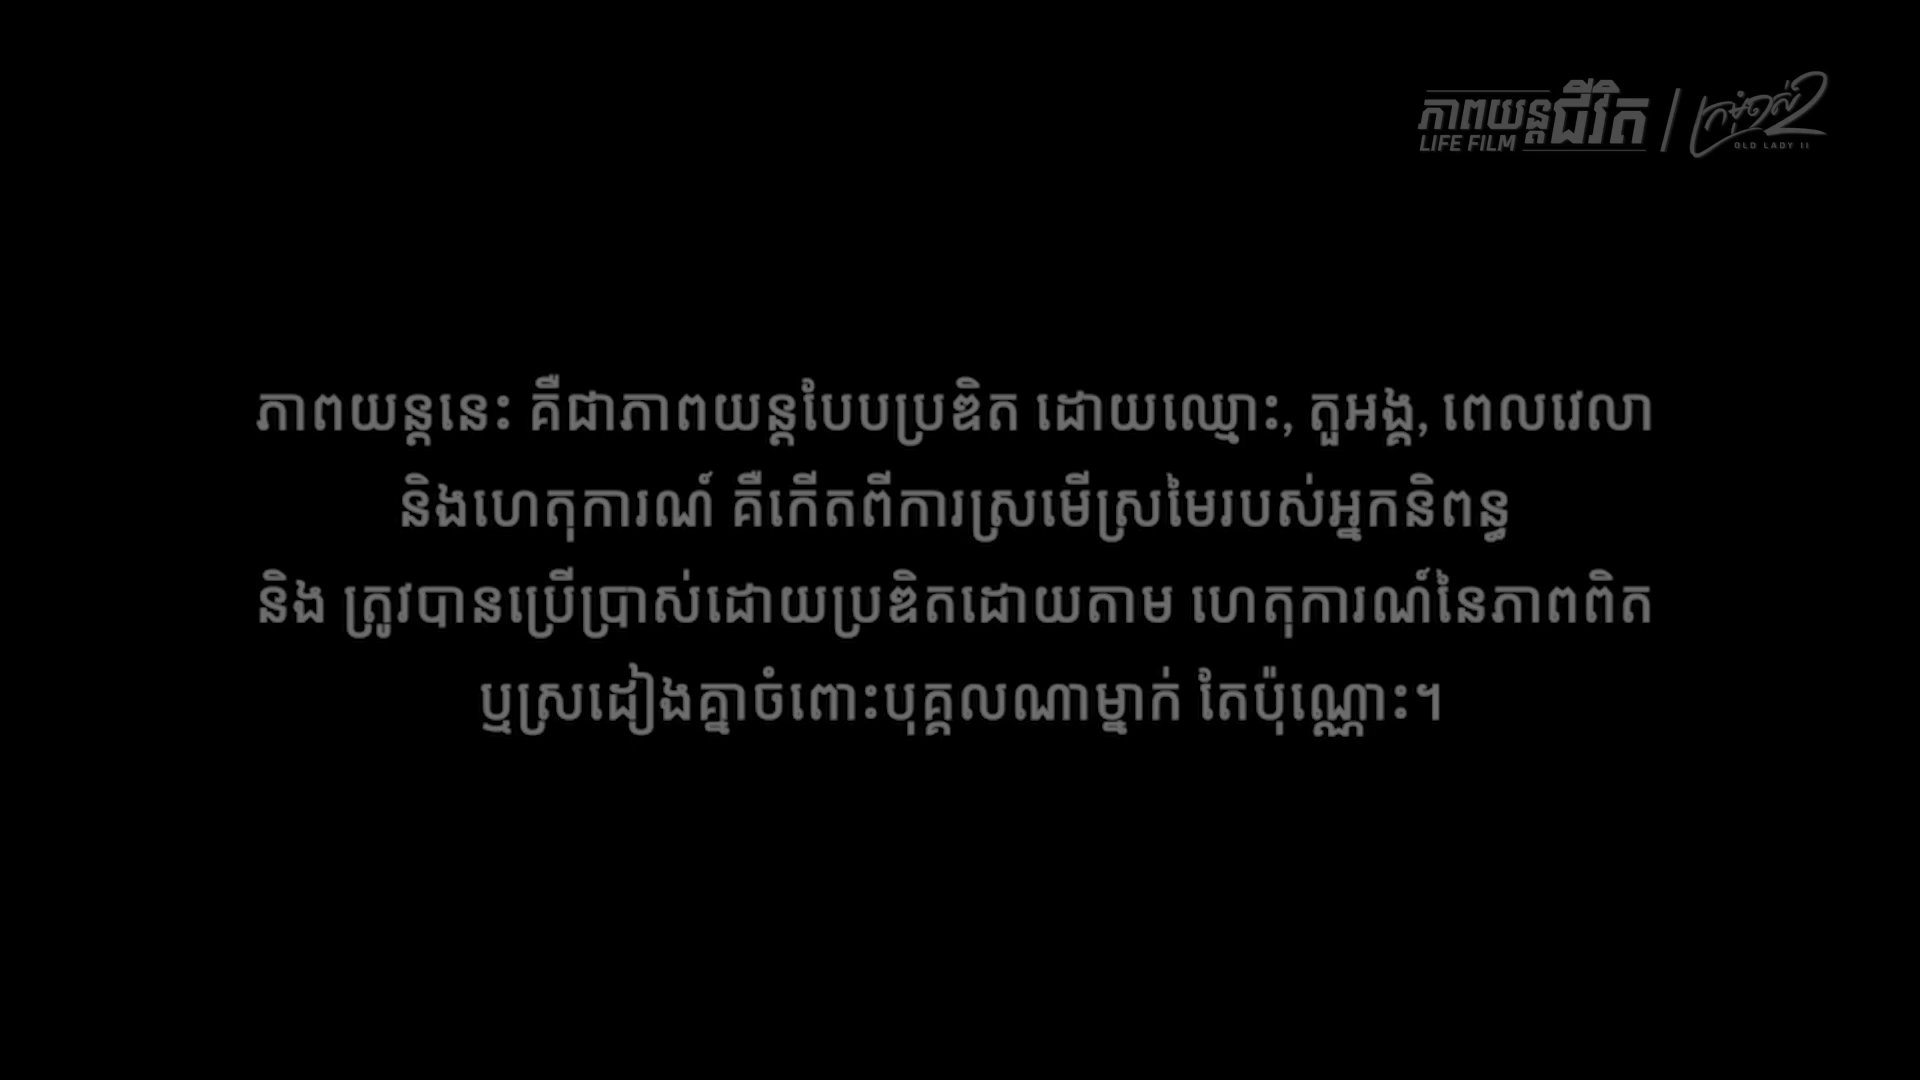 ភាពយន្តជីវិត
LIFE FILM
ក្រមុំចាស់2
OLD LADY II
ភាពយន្តនេះ គឺជាភាពយន្តបែបប្រឌិត ដោយឈ្មោះ, តួអង្គ, ពេលវេលា
និងហេតុការណ៍ គឺកើតពីការស្រមើស្រមៃរបស់អ្នកនិពន្ធ
និង ត្រូវបានប្រើប្រាស់ដោយប្រឌិតដោយតាម ហេតុការណ៍នៃភាពពិត
ឬស្រដៀងគ្នាចំពោះបុគ្គលណាម្នាក់ តែប៉ុណ្ណោះ។